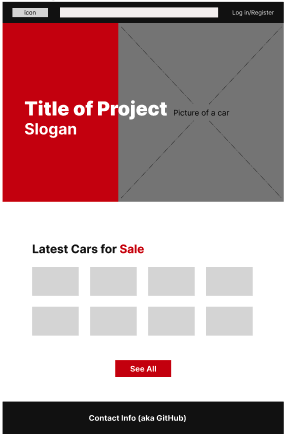 icon
Log in/Register
Title of Project
Picture of a car
Slogan
Latest Cars for Sale
See All
Contact Info (aka GitHub)